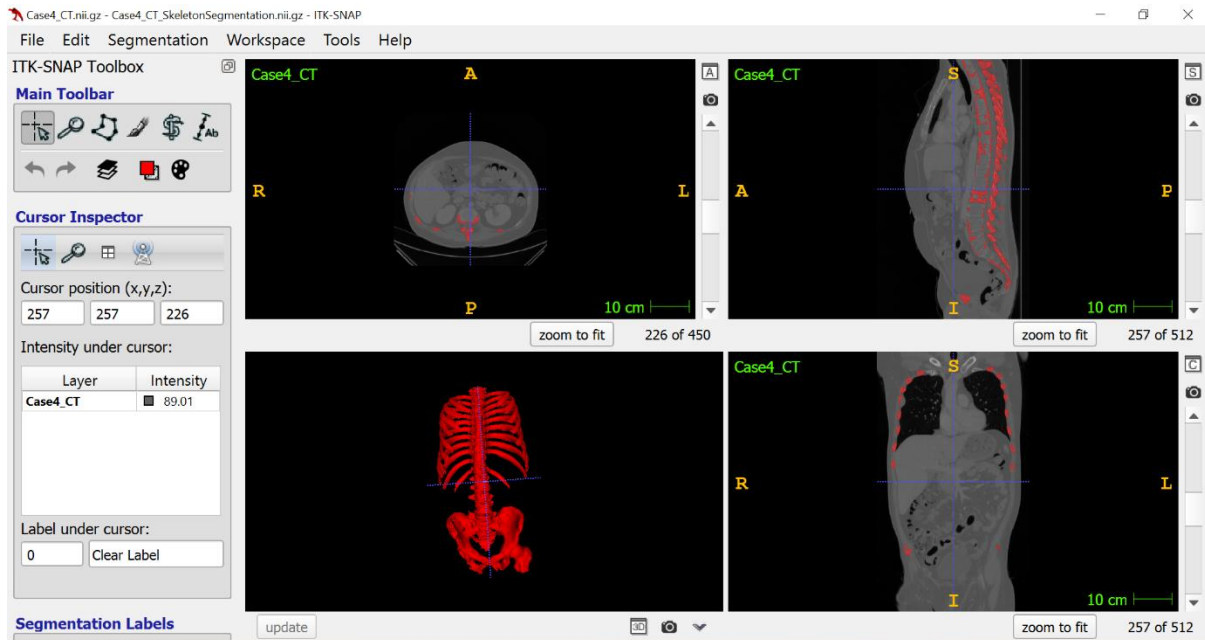 Case4_CT.nii.gz - Case4_CT_SkeletonSegmentation.nii.gz - ITK-SNAP
File Edit Segmentation Workspace Tools Help
ITK-SNAP Toolbox
Main Toolbar
Ab
Cursor Inspector
Cursor position (x,y,z):
257 257 226
Intensity under cursor:
Layer Intensity
Case4_CT 89.01
Label under cursor:
0 Clear Label
Segmentation Labels
Case4_CT
A
R
L
P
10 cm
A
zoom to fit 226 of 450
Case4_CT
S
A
P
I
10 cm
S
zoom to fit 257 of 512
update
3D
Case4_CT
S
R
L
I
10 cm
C
zoom to fit 257 of 512